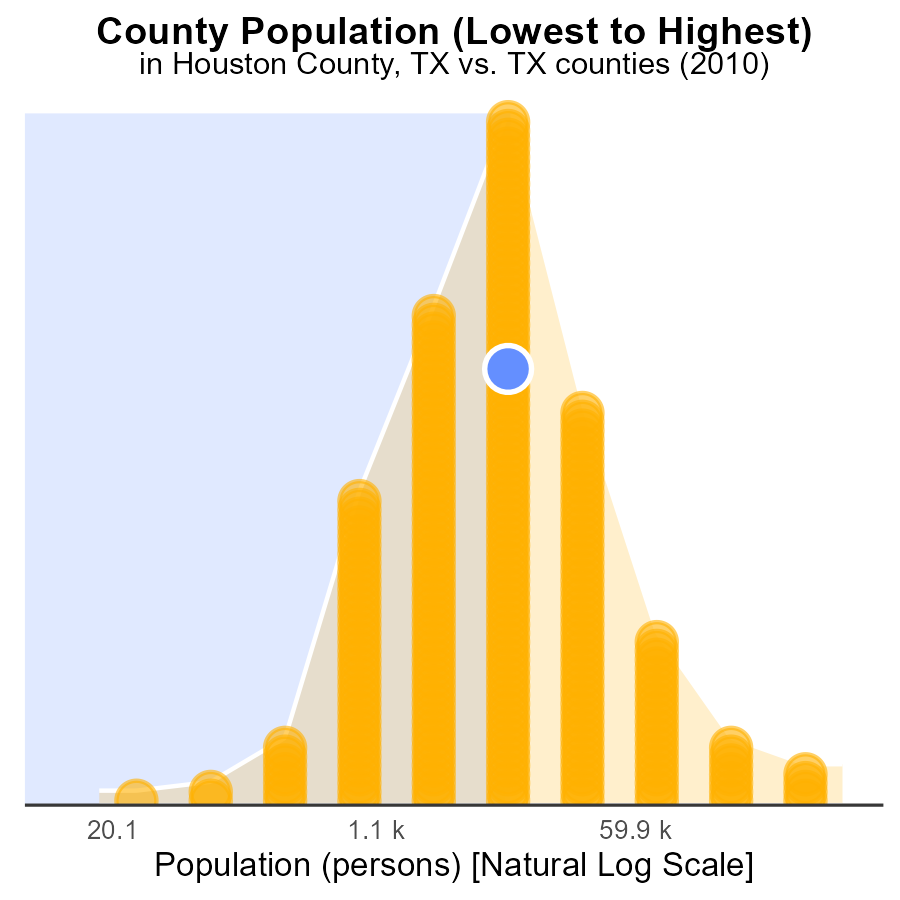 County Population (Lowest to Highest)
in Houston County, TX vs. TX counties (2010)
20.1 1.1 k 59.9 k
Population (persons) [Natural Log Scale]